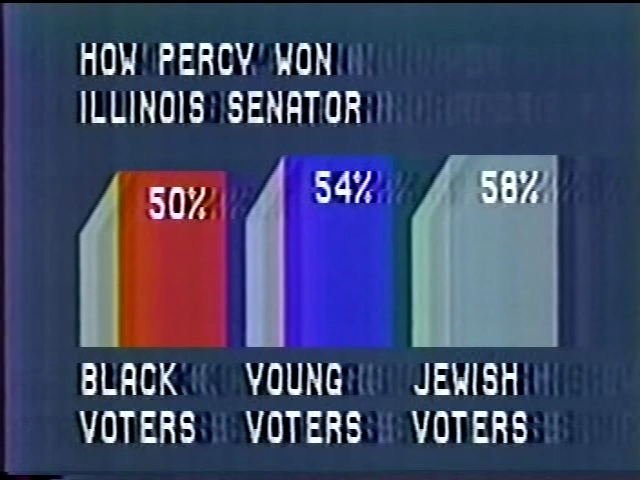 HOW PERCY WON
ILLINOIS SENATOR
50% 54% 58%
BLACK YOUNG JEWISH
VOTERS VOTERS VOTERS